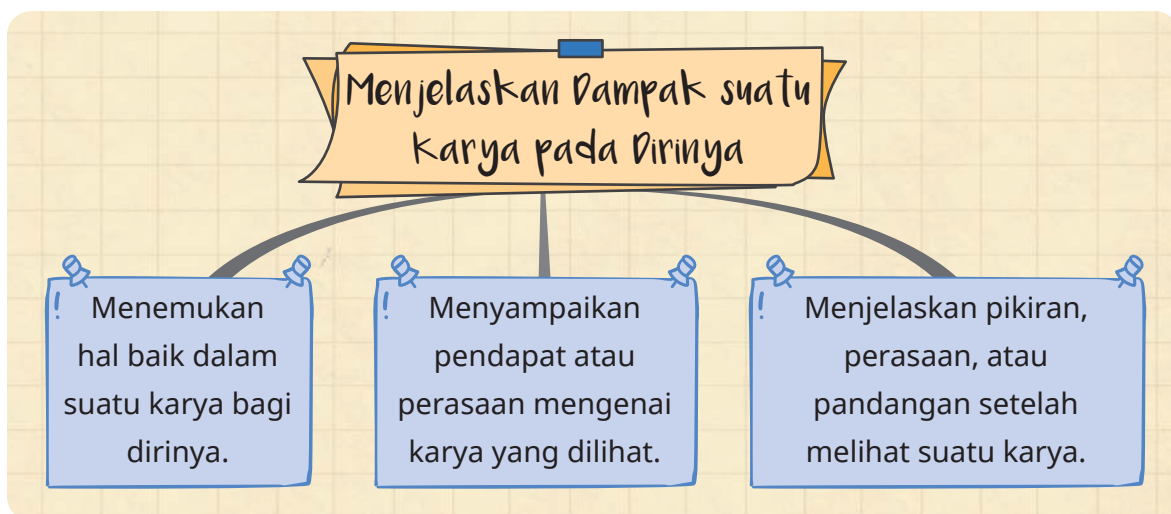 Menjelaskan Dampak suatu
Karya pada Dirinya
! Menemukan
hal baik dalam
suatu karya bagi
dirinya.
! Menyampaikan
pendapat atau
perasaan mengenai
karya yang dilihat.
! Menjelaskan pikiran,
perasaan, atau
pandangan setelah
melihat suatu karya.